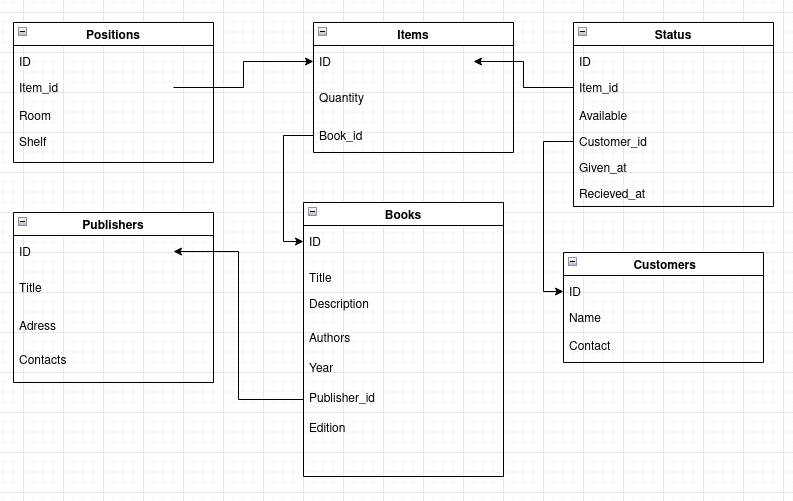 Positions
ID
Item_id
Room
Shelf
Items
ID
Quantity
Book_id
Status
ID
Item_id
Available
Customer_id
Given_at
Recieved_at
Publishers
ID
Title
Adress
Contacts
Books
ID
Title
Description
Authors
Year
Publisher_id
Edition
Customers
ID
Name
Contact